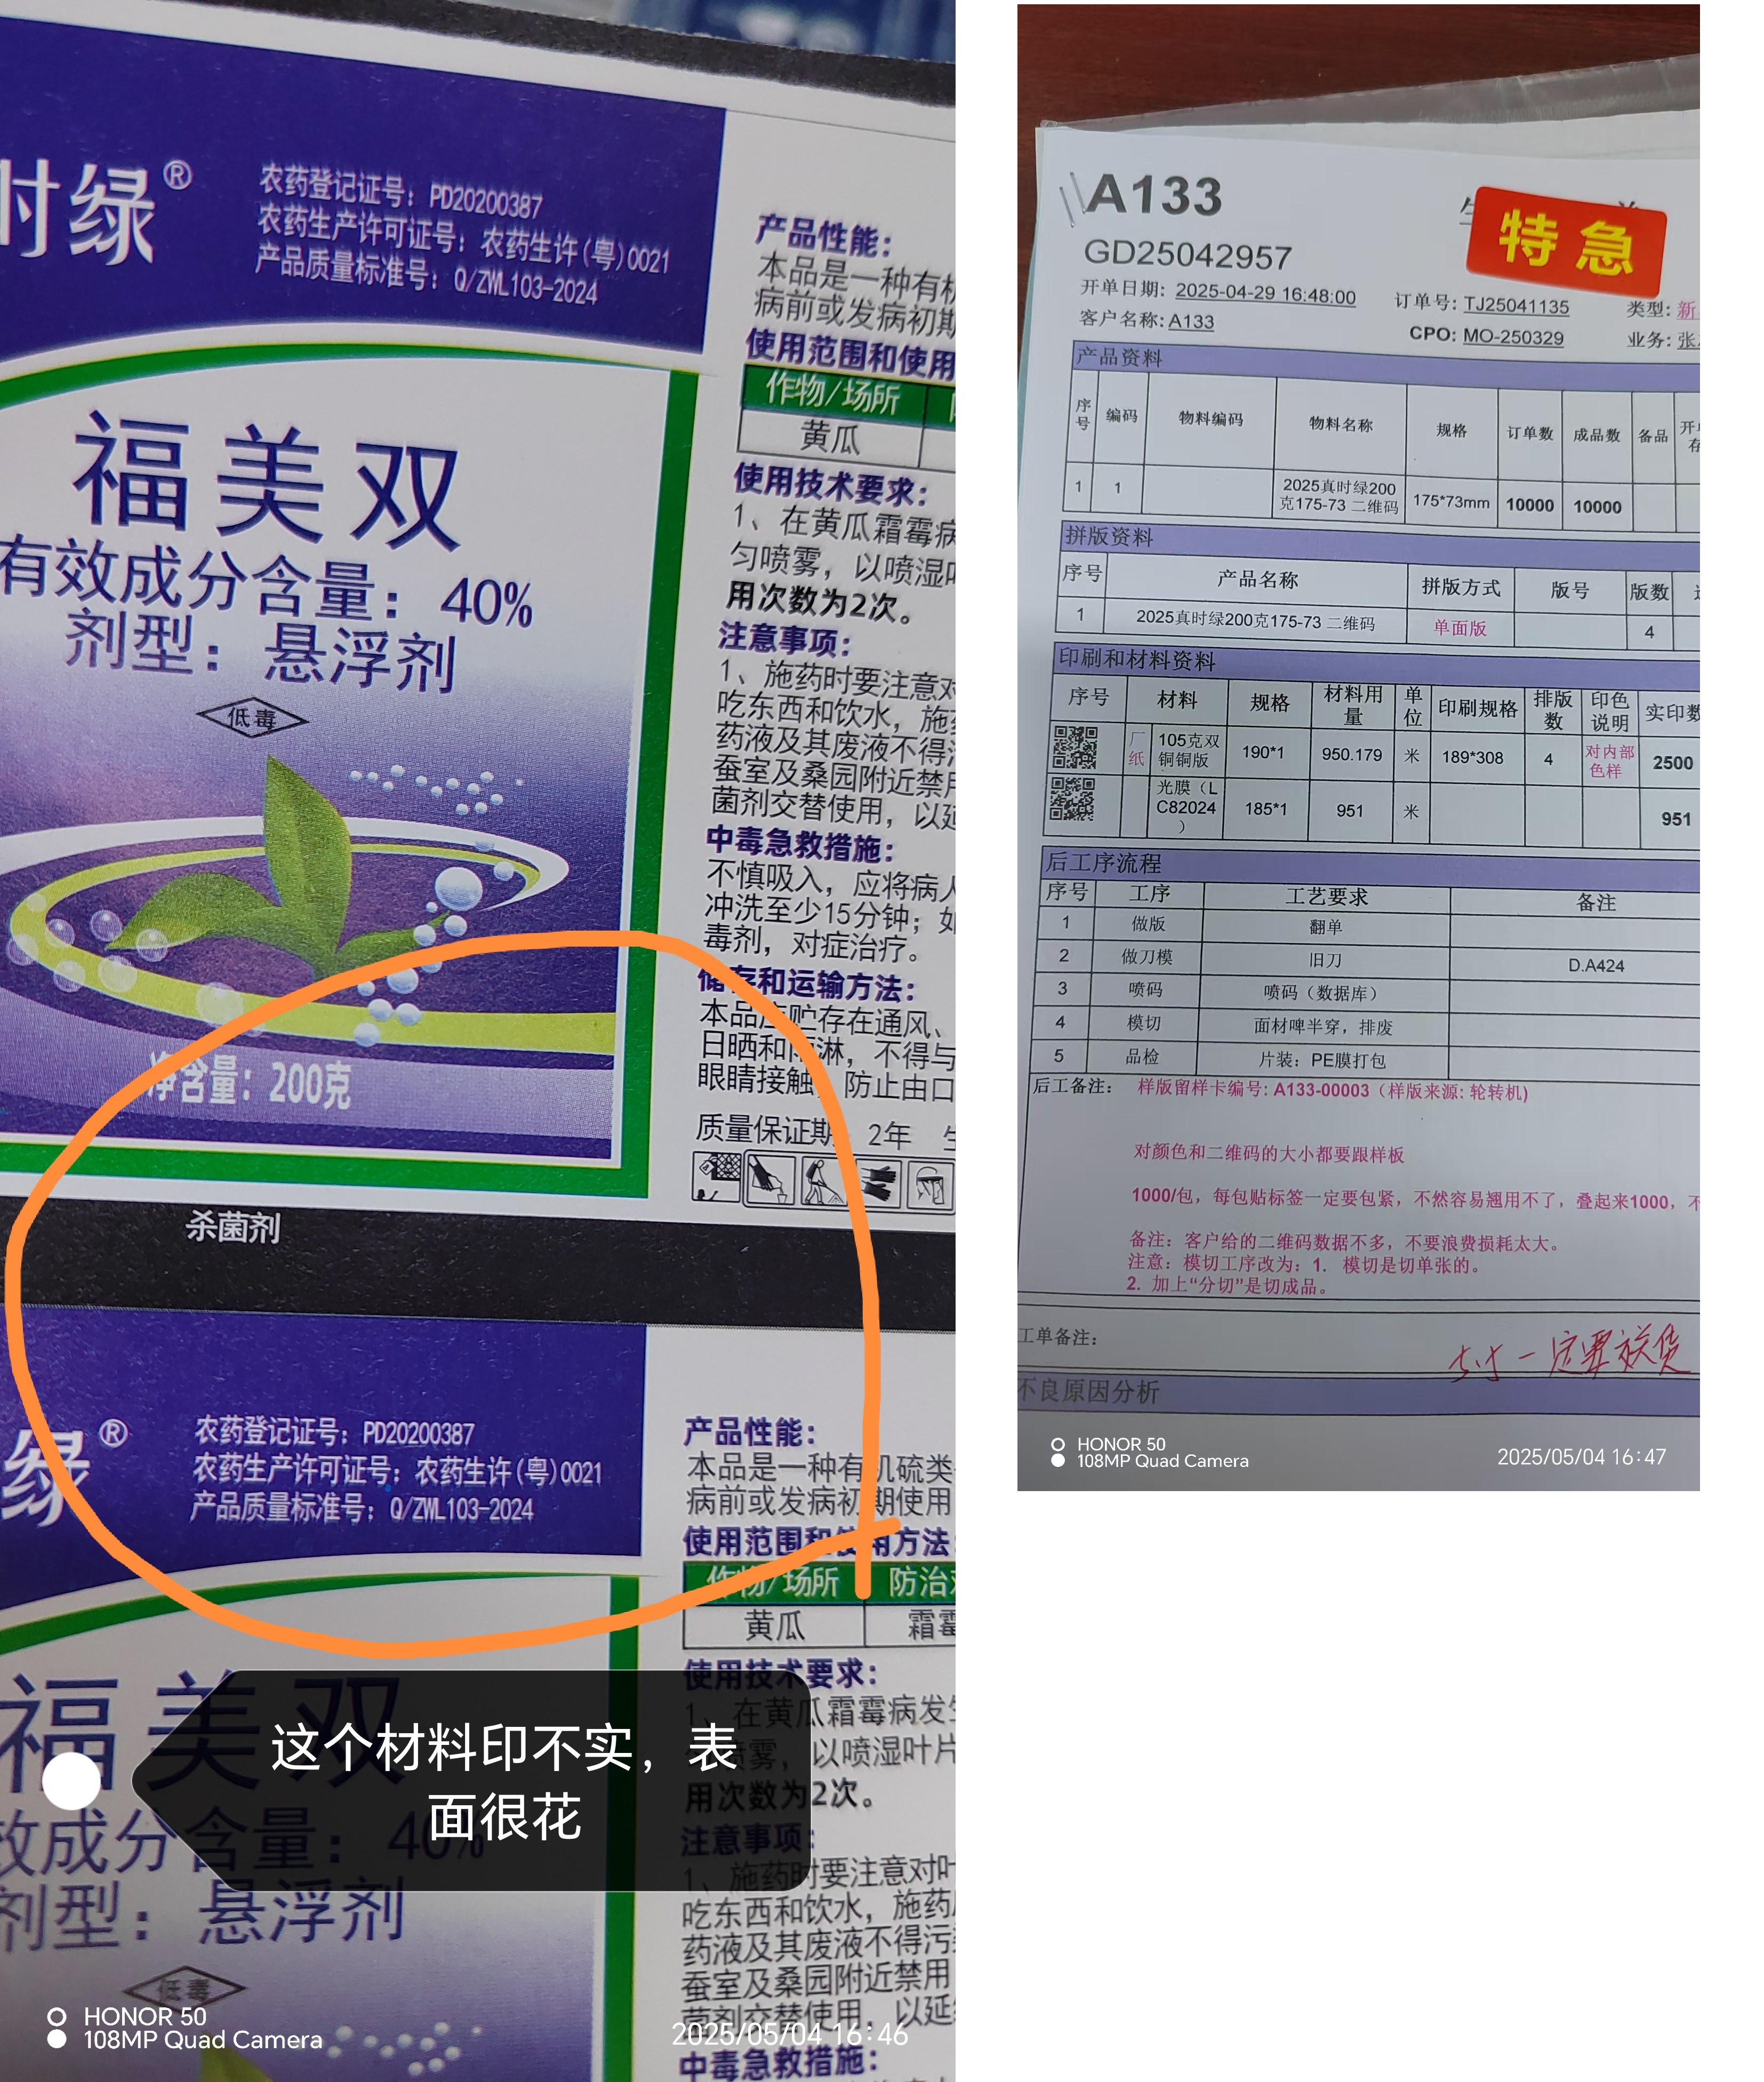 时绿®
农药登记证号：PD20200387
农药生产许可证号：农药生许(粤)0021
产品质量标准号：Q/ZWL103-2024
福美双
有效成分含量：40%
剂型：悬浮剂
低毒
净含量：200克
杀菌剂
产品性能：
本品是一种有机
病前或发病初期
使用范围和使用
作物/场所
黄瓜
使用技术要求：
1、在黄瓜霜霉病
匀喷雾，以喷湿叶
用次数为2次。
注意事项：
1、施药时要注意对
吃东西和饮水，施药
药液及其废液不得污
蚕室及桑园附近禁用
菌剂交替使用，以延
中毒急救措施：
不慎吸入，应将病人
冲洗至少15分钟；如
毒剂，对症治疗。
储存和运输方法：
本品应贮存在通风、
日晒和雨淋，不得与
眼睛接触，防止由口
质量保证期 2年 生
绿®
农药登记证号：PD20200387
农药生产许可证号：农药生许(粤)0021
产品质量标准号：Q/ZWL103-2024
福美双
效成分含量：40%
剂型：悬浮剂
低毒
产品性能：
本品是一种有机硫类
病前或发病初期使用
使用范围和使用方法：
作物/场所 防治对
黄瓜 霜霉
使用技术要求：
1、在黄瓜霜霉病发生
喷雾，以喷湿叶片
用次数为2次。
注意事项：
1、施药时要注意对叶
吃东西和饮水，施药
药液及其废液不得污
蚕室及桑园附近禁用
菌剂交替使用，以延
中毒急救措施：
这个材料印不实，表
面很花
HONOR 50
108MP Quad Camera
2025/05/04 16:46
A133
特急
GD25042957
开单日期：2025-04-29 16:48:00 订单号：TJ25041135 类型：新
客户名称：A133 CPO: MO-250329 业务：张
产品资料
序号 编码 物料编码 物料名称 规格 订单数 成品数 备品
1 1 2025真时绿200克175-73 二维码 175*73mm 10000 10000
拼版资料
序号 产品名称 拼版方式 版号 版数
1 2025真时绿200克175-73 二维码 单面版 4
印刷和材料资料
序号 材料 规格 材料用量 单位 印刷规格 排版数 印色说明 实印数
厂纸 105克双铜铜版 190*1 950.179 米 189*308 4 对内部色样 2500
光膜（LC82024） 185*1 951 米 951
后工序流程
序号 工序 工艺要求 备注
1 做版 翻单
2 做刀模 旧刀 D.A424
3 喷码 喷码（数据库）
4 模切 面材啤半穿，排废
5 品检 片装：PE膜打包
后工备注： 样版留样卡编号: A133-00003（样版来源: 轮转机)
对颜色和二维码的大小都要跟样板
1000/包，每包贴标签一定要包紧，不然容易翘用不了，叠起来1000，不
备注：客户给的二维码数据不多，不要浪费损耗太大。
注意：模切工序改为：1. 模切是切单张的。
2. 加上“分切”是切成品。
工单备注：
一定要送货
不良原因分析
HONOR 50
108MP Quad Camera
2025/05/04 16:47